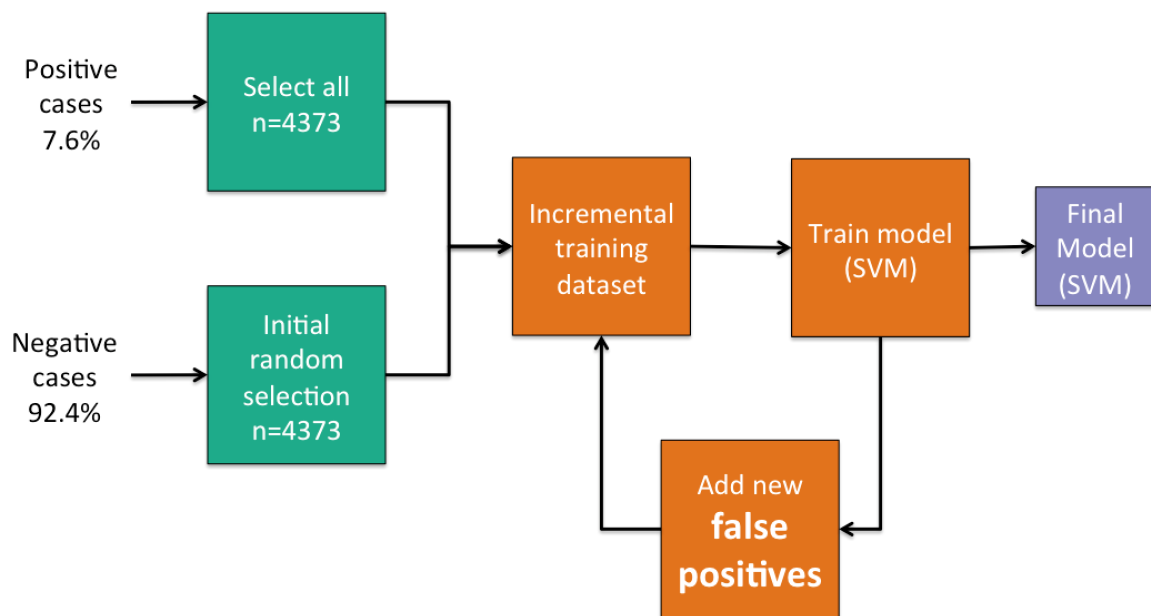 Positive
cases
7.6%
Select all
n=4373
Negative
cases
92.4%
Initial
random
selection
n=4373
Incremental
training
dataset
Train model
(SVM)
Final
Model
(SVM)
Add new
false
positives